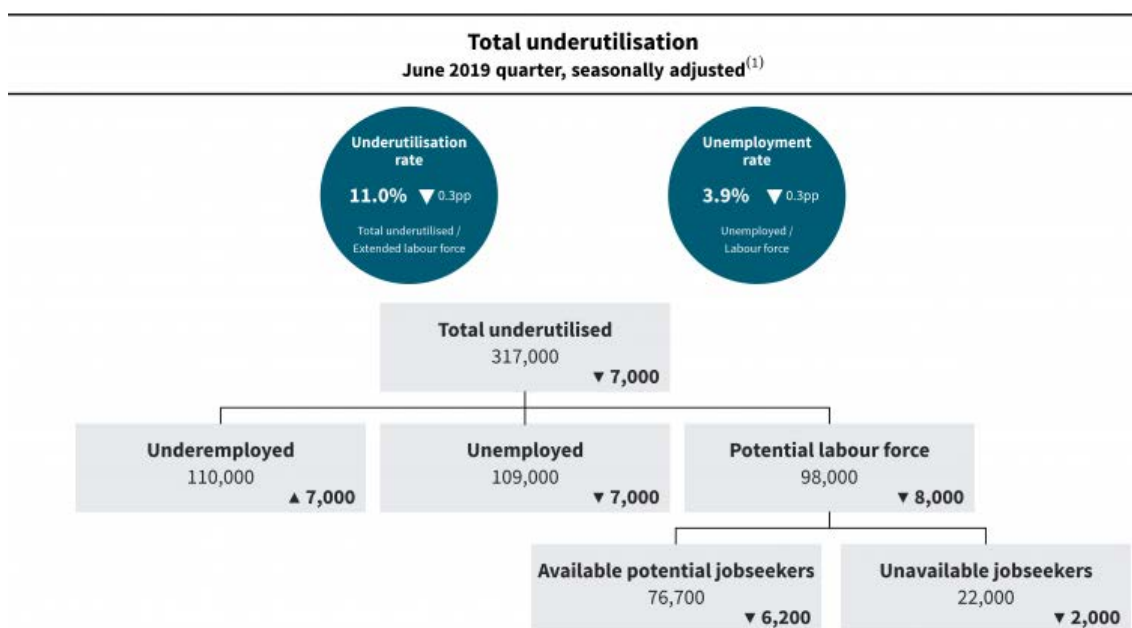 Total underutilisation
June 2019 quarter, seasonally adjusted(1)
Underutilisation
rate
11.0% ▼ 0.3pp
Total underutilised /
Extended labour force
Unemployment
rate
3.9% ▼ 0.3pp
Unemployed /
Labour force
Total underutilised
317,000
▼ 7,000
Underemployed
110,000
▲ 7,000
Unemployed
109,000
▼ 7,000
Potential labour force
98,000
▼ 8,000
Available potential jobseekers
76,700
▼ 6,200
Unavailable jobseekers
22,000
▼ 2,000